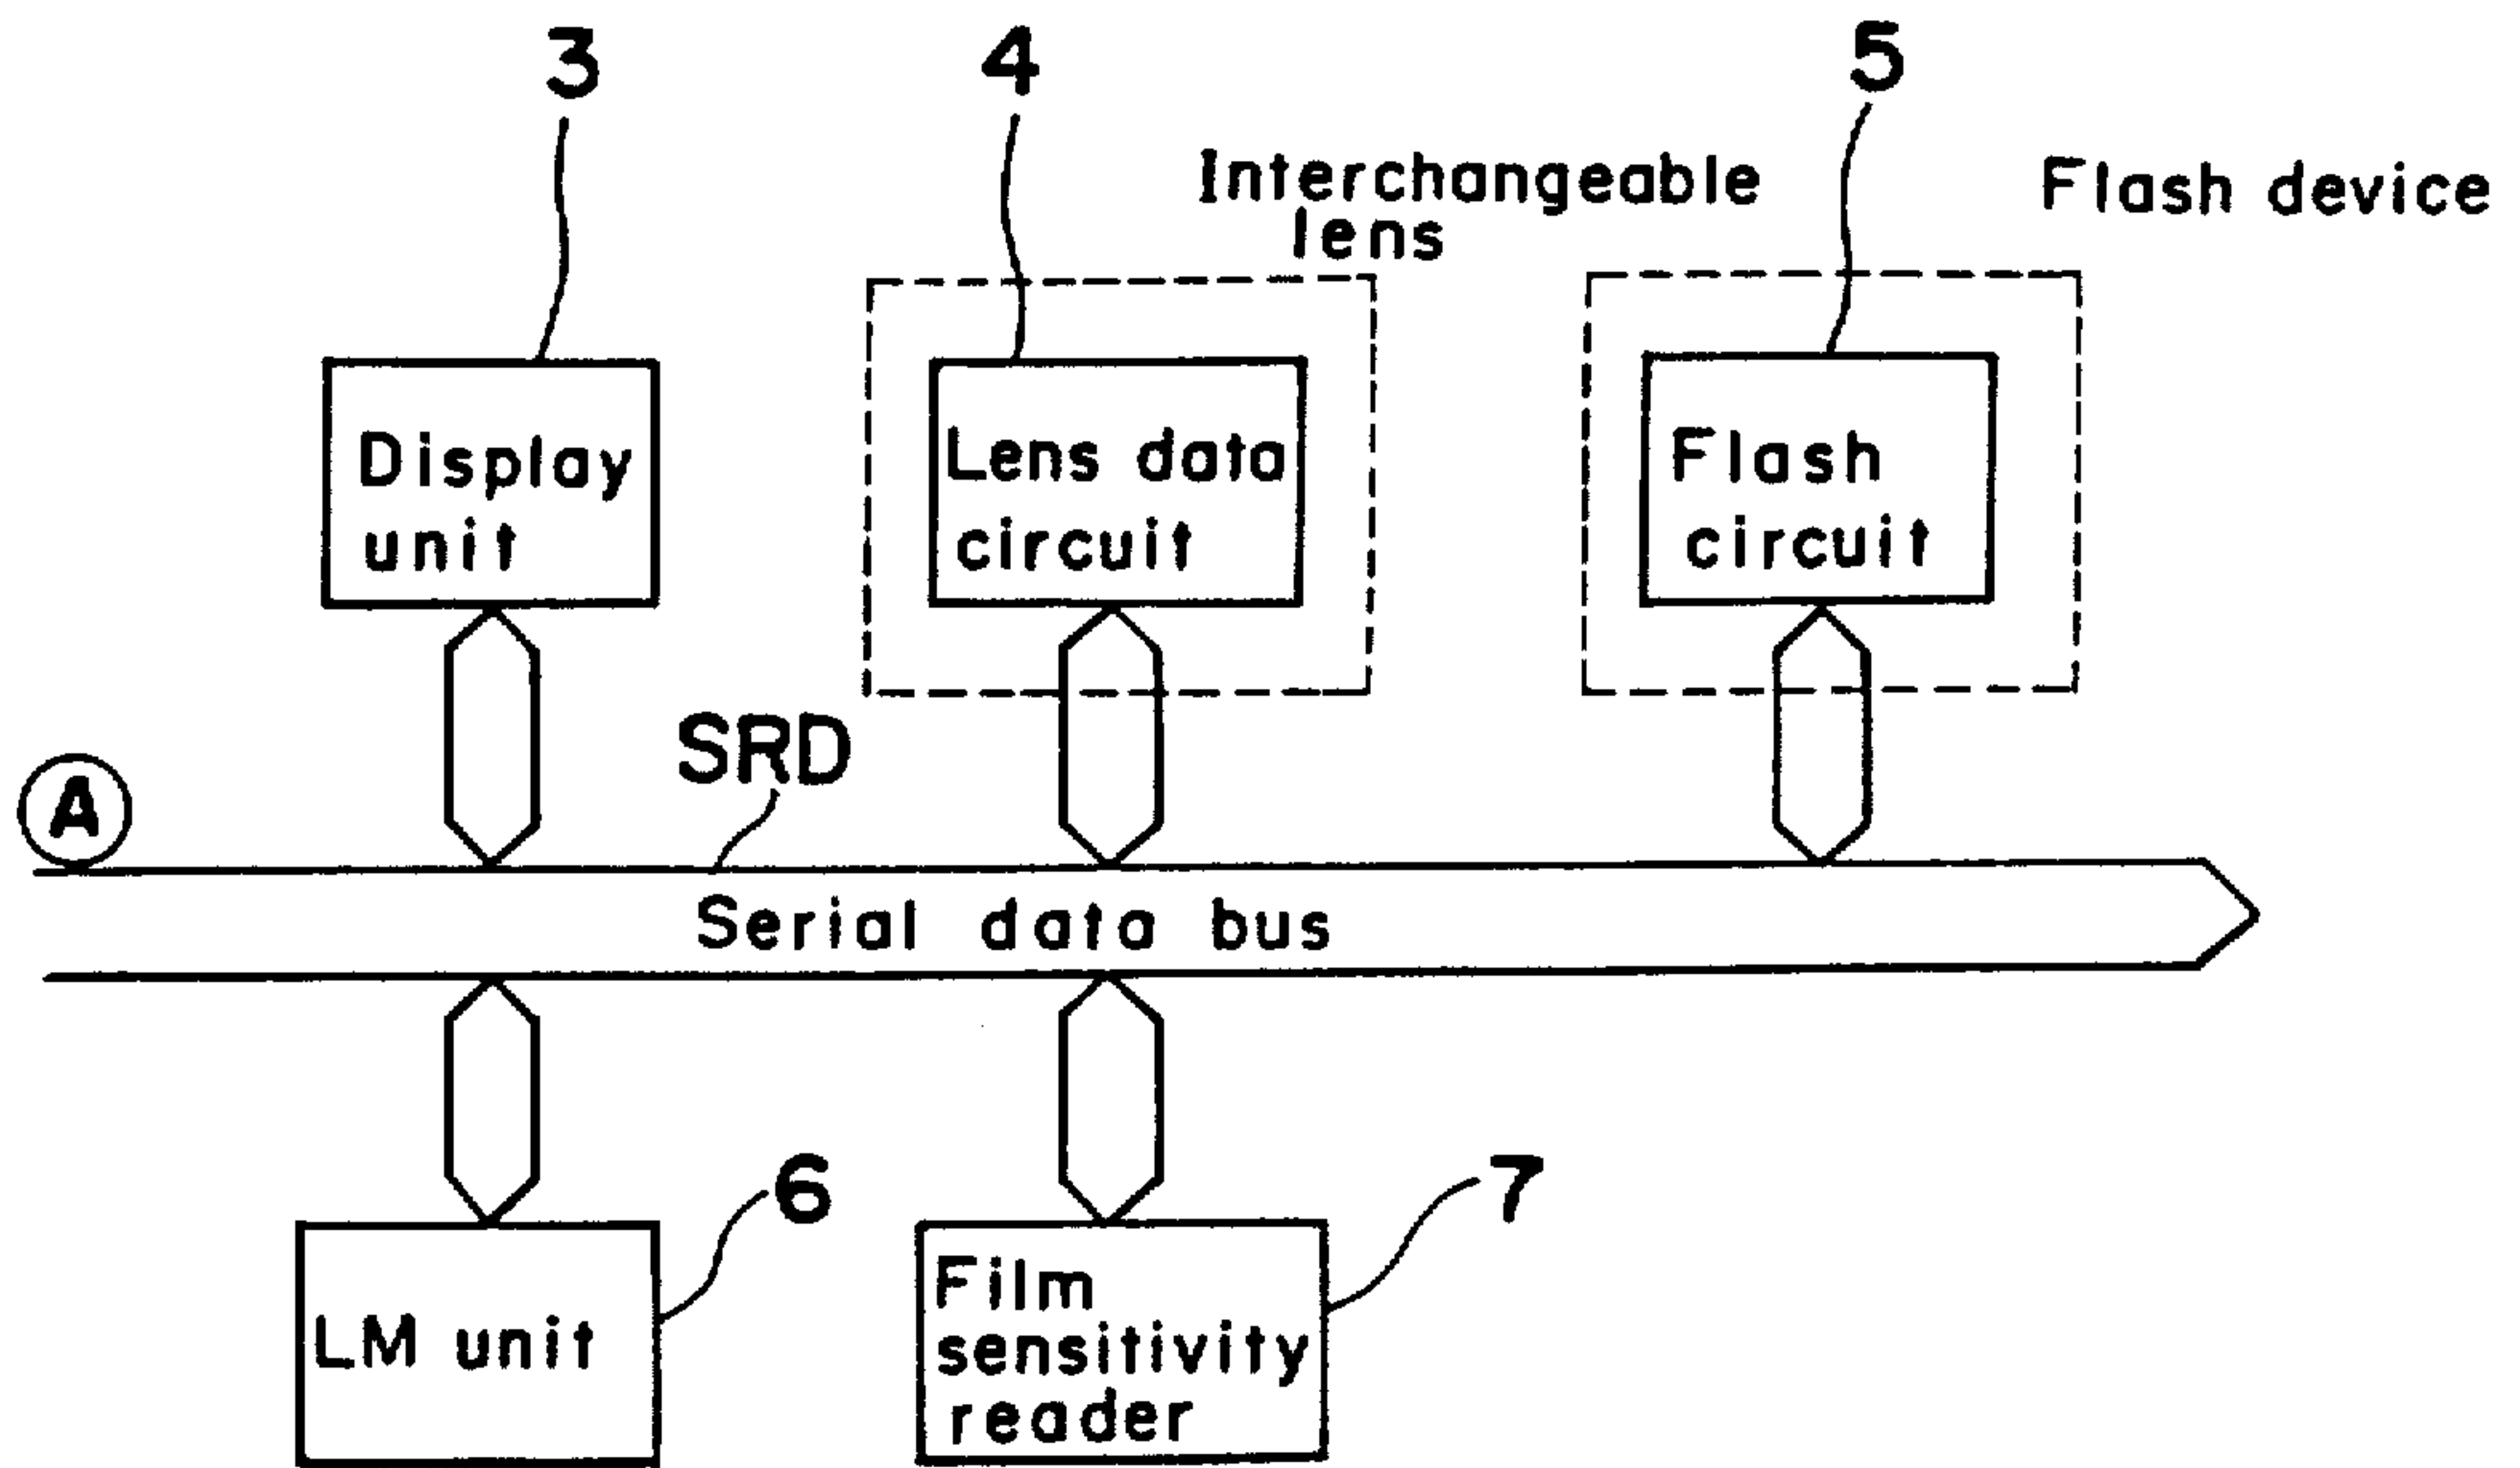 3
4
5
Interchangeable
lens
Flash device
Display
unit
Lens data
circuit
Flash
circuit
SRD
A
Serial data bus
6
7
LM unit
Film
sensitivity
reader